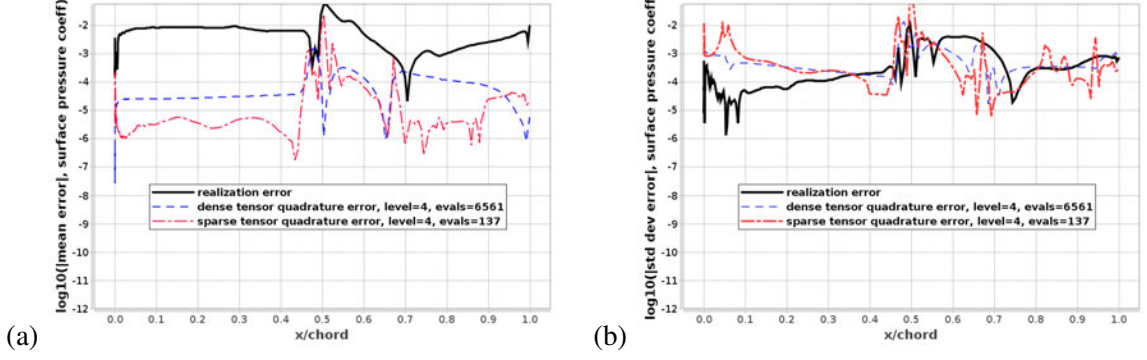 log10(|mean error|, surface pressure coeff)
-2
-3
-4
-5
-6
-7
-8
-9
-10
-11
-12
realization error
dense tensor quadrature error, level=4, evals=6561
sparse tensor quadrature error, level=4, evals=137
0.0 0.1 0.2 0.3 0.4 0.5 0.6 0.7 0.8 0.9 1.0
x/chord
(a)
log10(|std dev error|, surface pressure coeff)
-2
-3
-4
-5
-6
-7
-8
-9
-10
-11
-12
realization error
dense tensor quadrature error, level=4, evals=6561
sparse tensor quadrature error, level=4, evals=137
0.0 0.1 0.2 0.3 0.4 0.5 0.6 0.7 0.8 0.9 1.0
x/chord
(b)